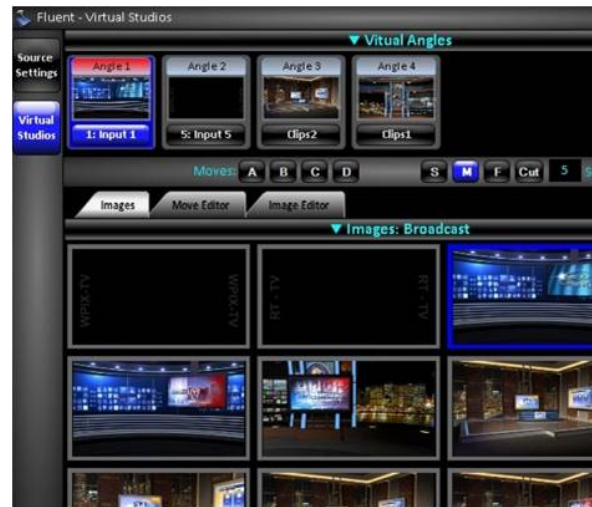 Fluent - Virtual Studios
▼ Vitual Angles
Source
Settings
Virtual
Studios
Angle 1
Angle 2
Angle 3
Angle 4
1: Input 1
5: Input 5
Clips2
Clips1
Moves: A B C D S M F Cut 5 S
Images
Move Editor
Image Editor
▼ Images: Broadcast
WPIX-TV
WPIX-TV
RT - TV
RT - TV